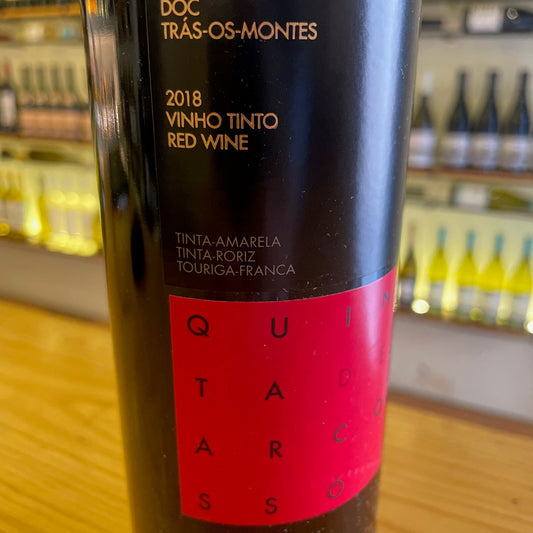 DOC
TRÁS-OS-MONTES
2018
VINHO TINTO
RED WINE
TINTA-AMARELA
TINTA-RORIZ
TOURIGA-FRANCA
Q U I N
T A D E
A R C O
S S Ó